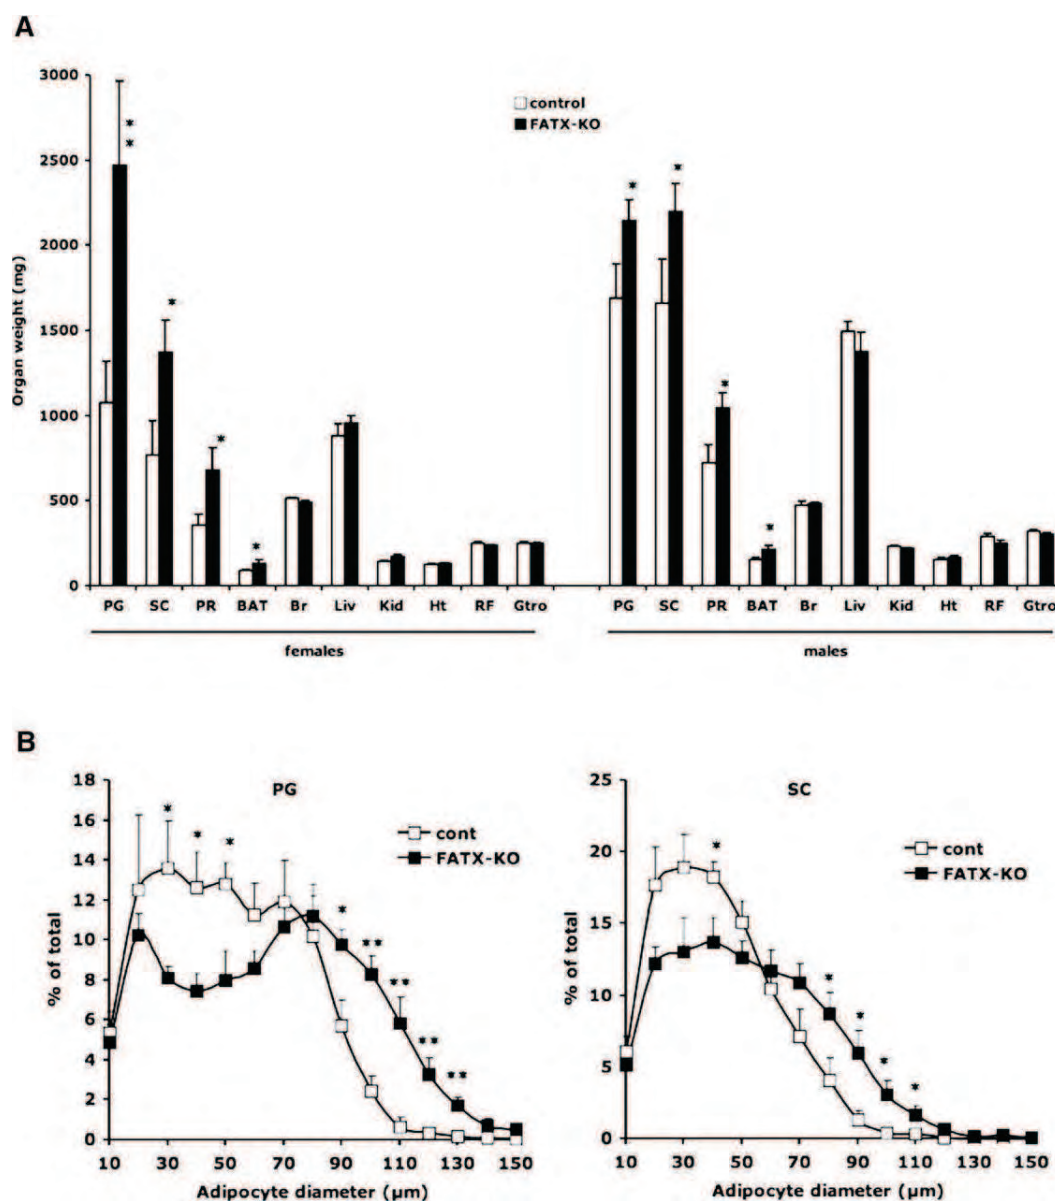 A
3000
2500
2000
1500
1000
500
0
Organ weight (mg)
control
FATX-KO
* *
* * * * * * *
PG SC PR BAT Br Liv Kid Ht RF Gtro PG SC PR BAT Br Liv Kid Ht RF Gtro
females males
B
PG
18
16
14
12
10
8
6
4
2
0
% of total
cont
FATX-KO
* * * * ** ** ** **
10 30 50 70 90 110 130 150
Adipocyte diameter (µm)
SC
25
20
15
10
5
0
% of total
cont
FATX-KO
* * * * *
10 30 50 70 90 110 130 150
Adipocyte diameter (µm)